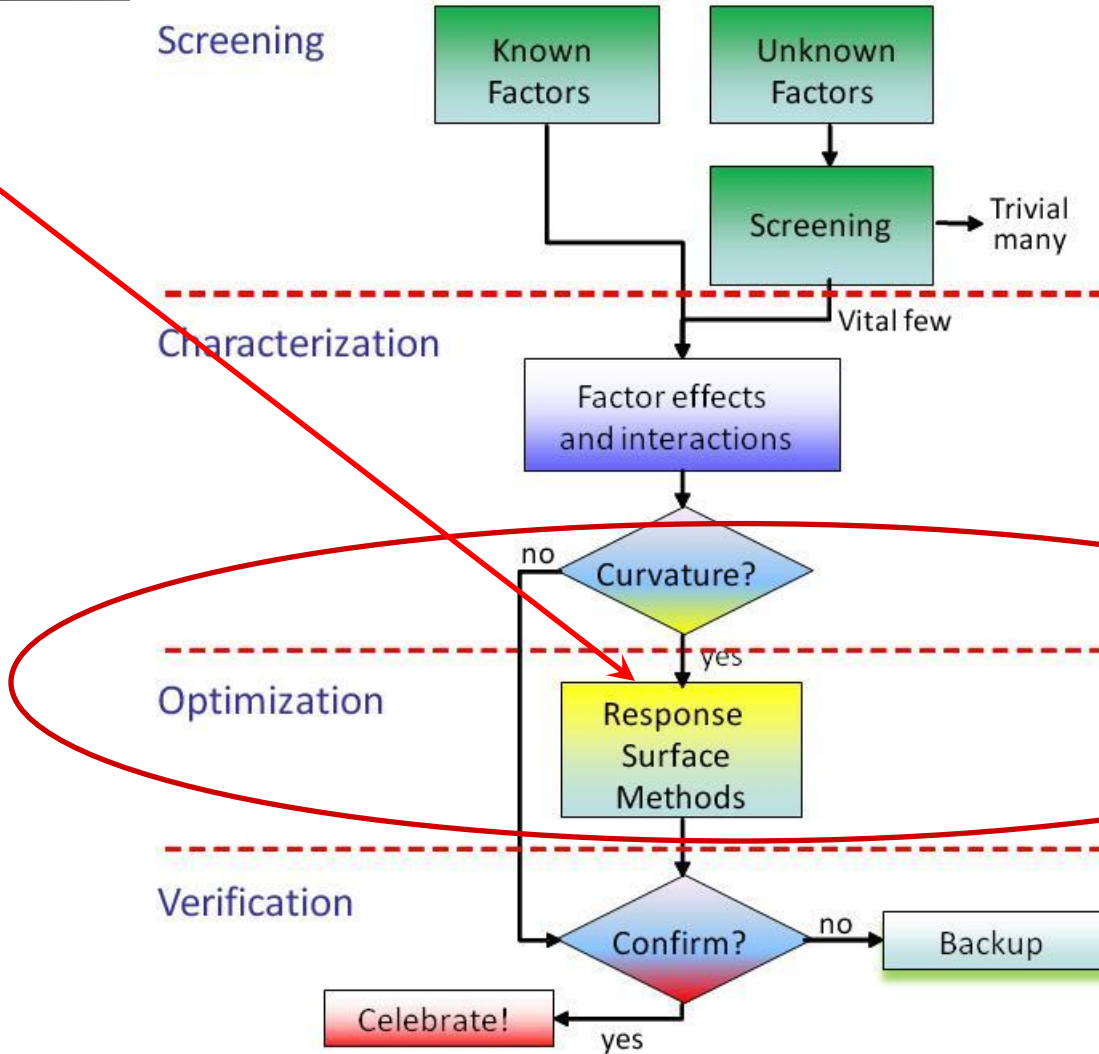 Screening
Known
Factors
Unknown
Factors
Screening
Trivial
many
Vital few
Characterization
Factor effects
and interactions
no
Curvature?
yes
Optimization
Response
Surface
Methods
Verification
Confirm?
no
Backup
Celebrate!
yes